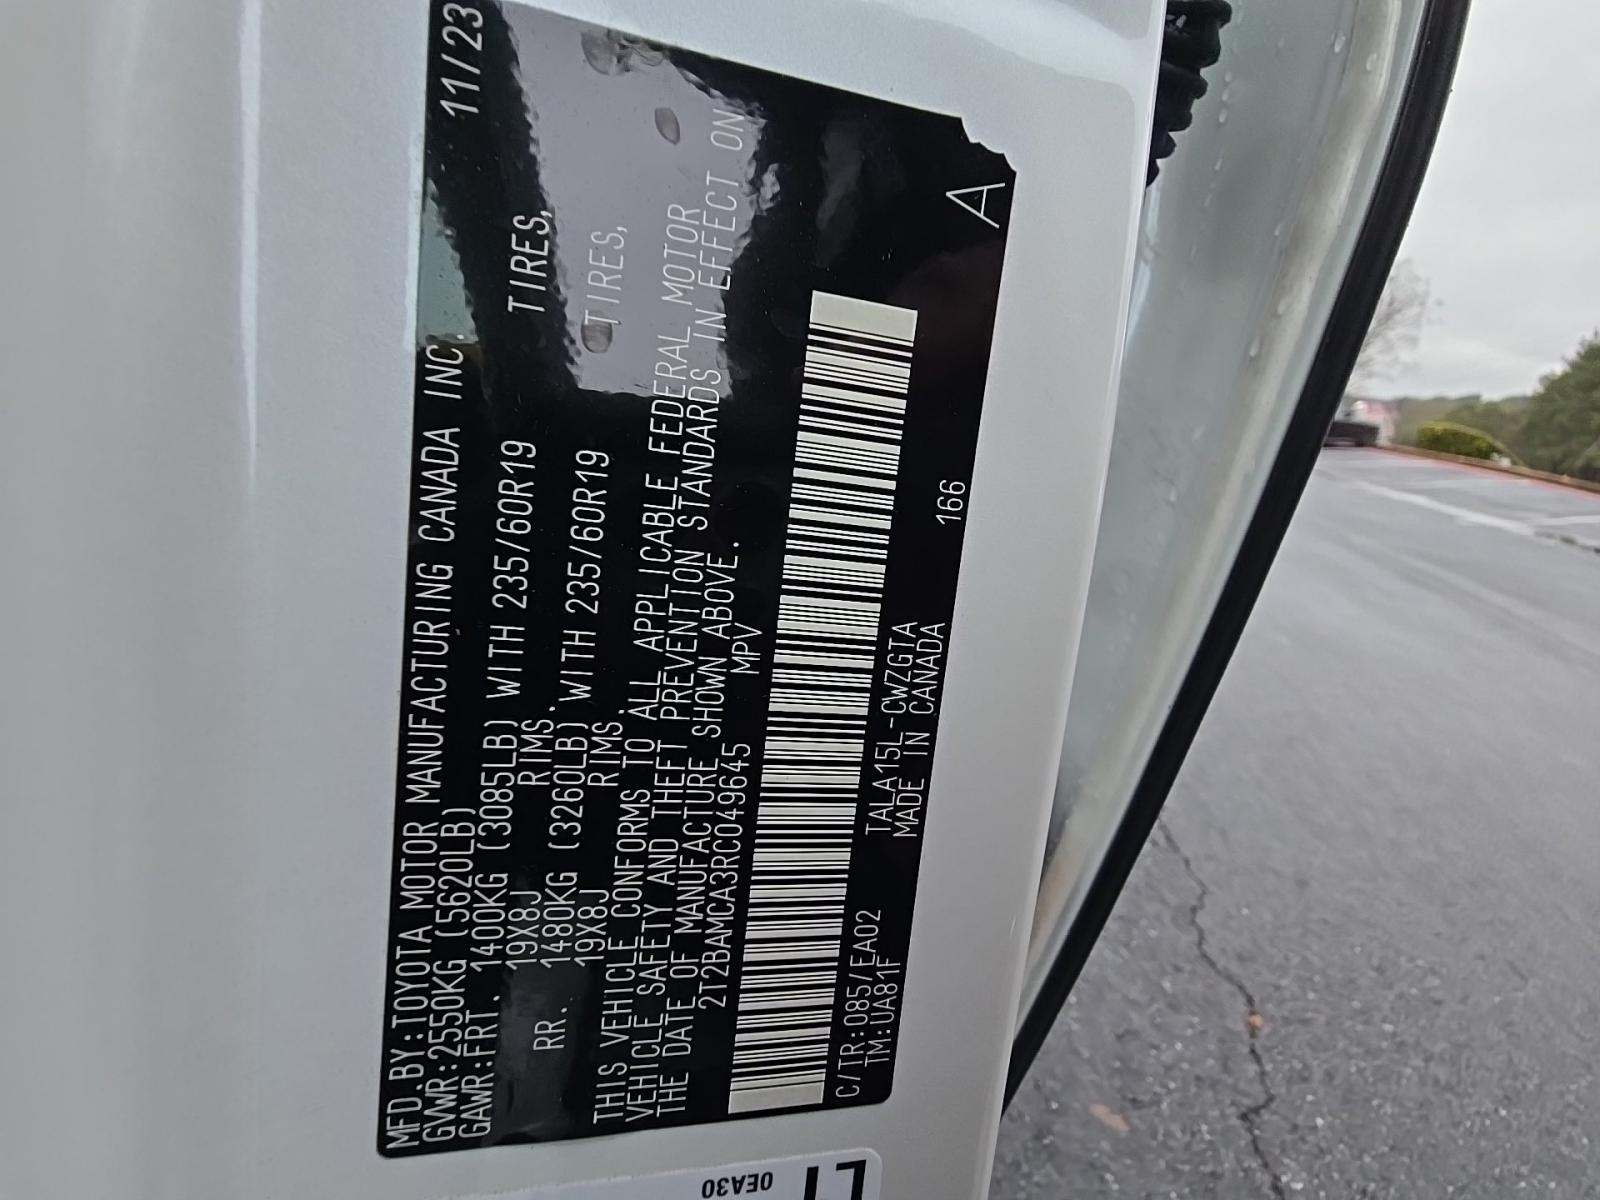 MFD.BY:TOYOTA MOTOR MANUFACTURING CANADA INC. 11/23
GVWR:2550KG (5620LB)
GAWR:FRT. 1400KG (3085LB) WITH 235/60R19 TIRES,
19X8J RIMS.
RR. 1480KG (3260LB) WITH 235/60R19 TIRES,
19X8J RIMS.
THIS VEHICLE CONFORMS TO ALL APPLICABLE FEDERAL MOTOR
VEHICLE SAFETY AND THEFT PREVENTION STANDARDS IN EFFECT ON
THE DATE OF MANUFACTURE SHOWN ABOVE.
2T2BAMCA3RC049645 MPV
A
C/TR:085/EA02 TALA15L-CWZGTA 166
TM:UA81F MADE IN CANADA
0EA30